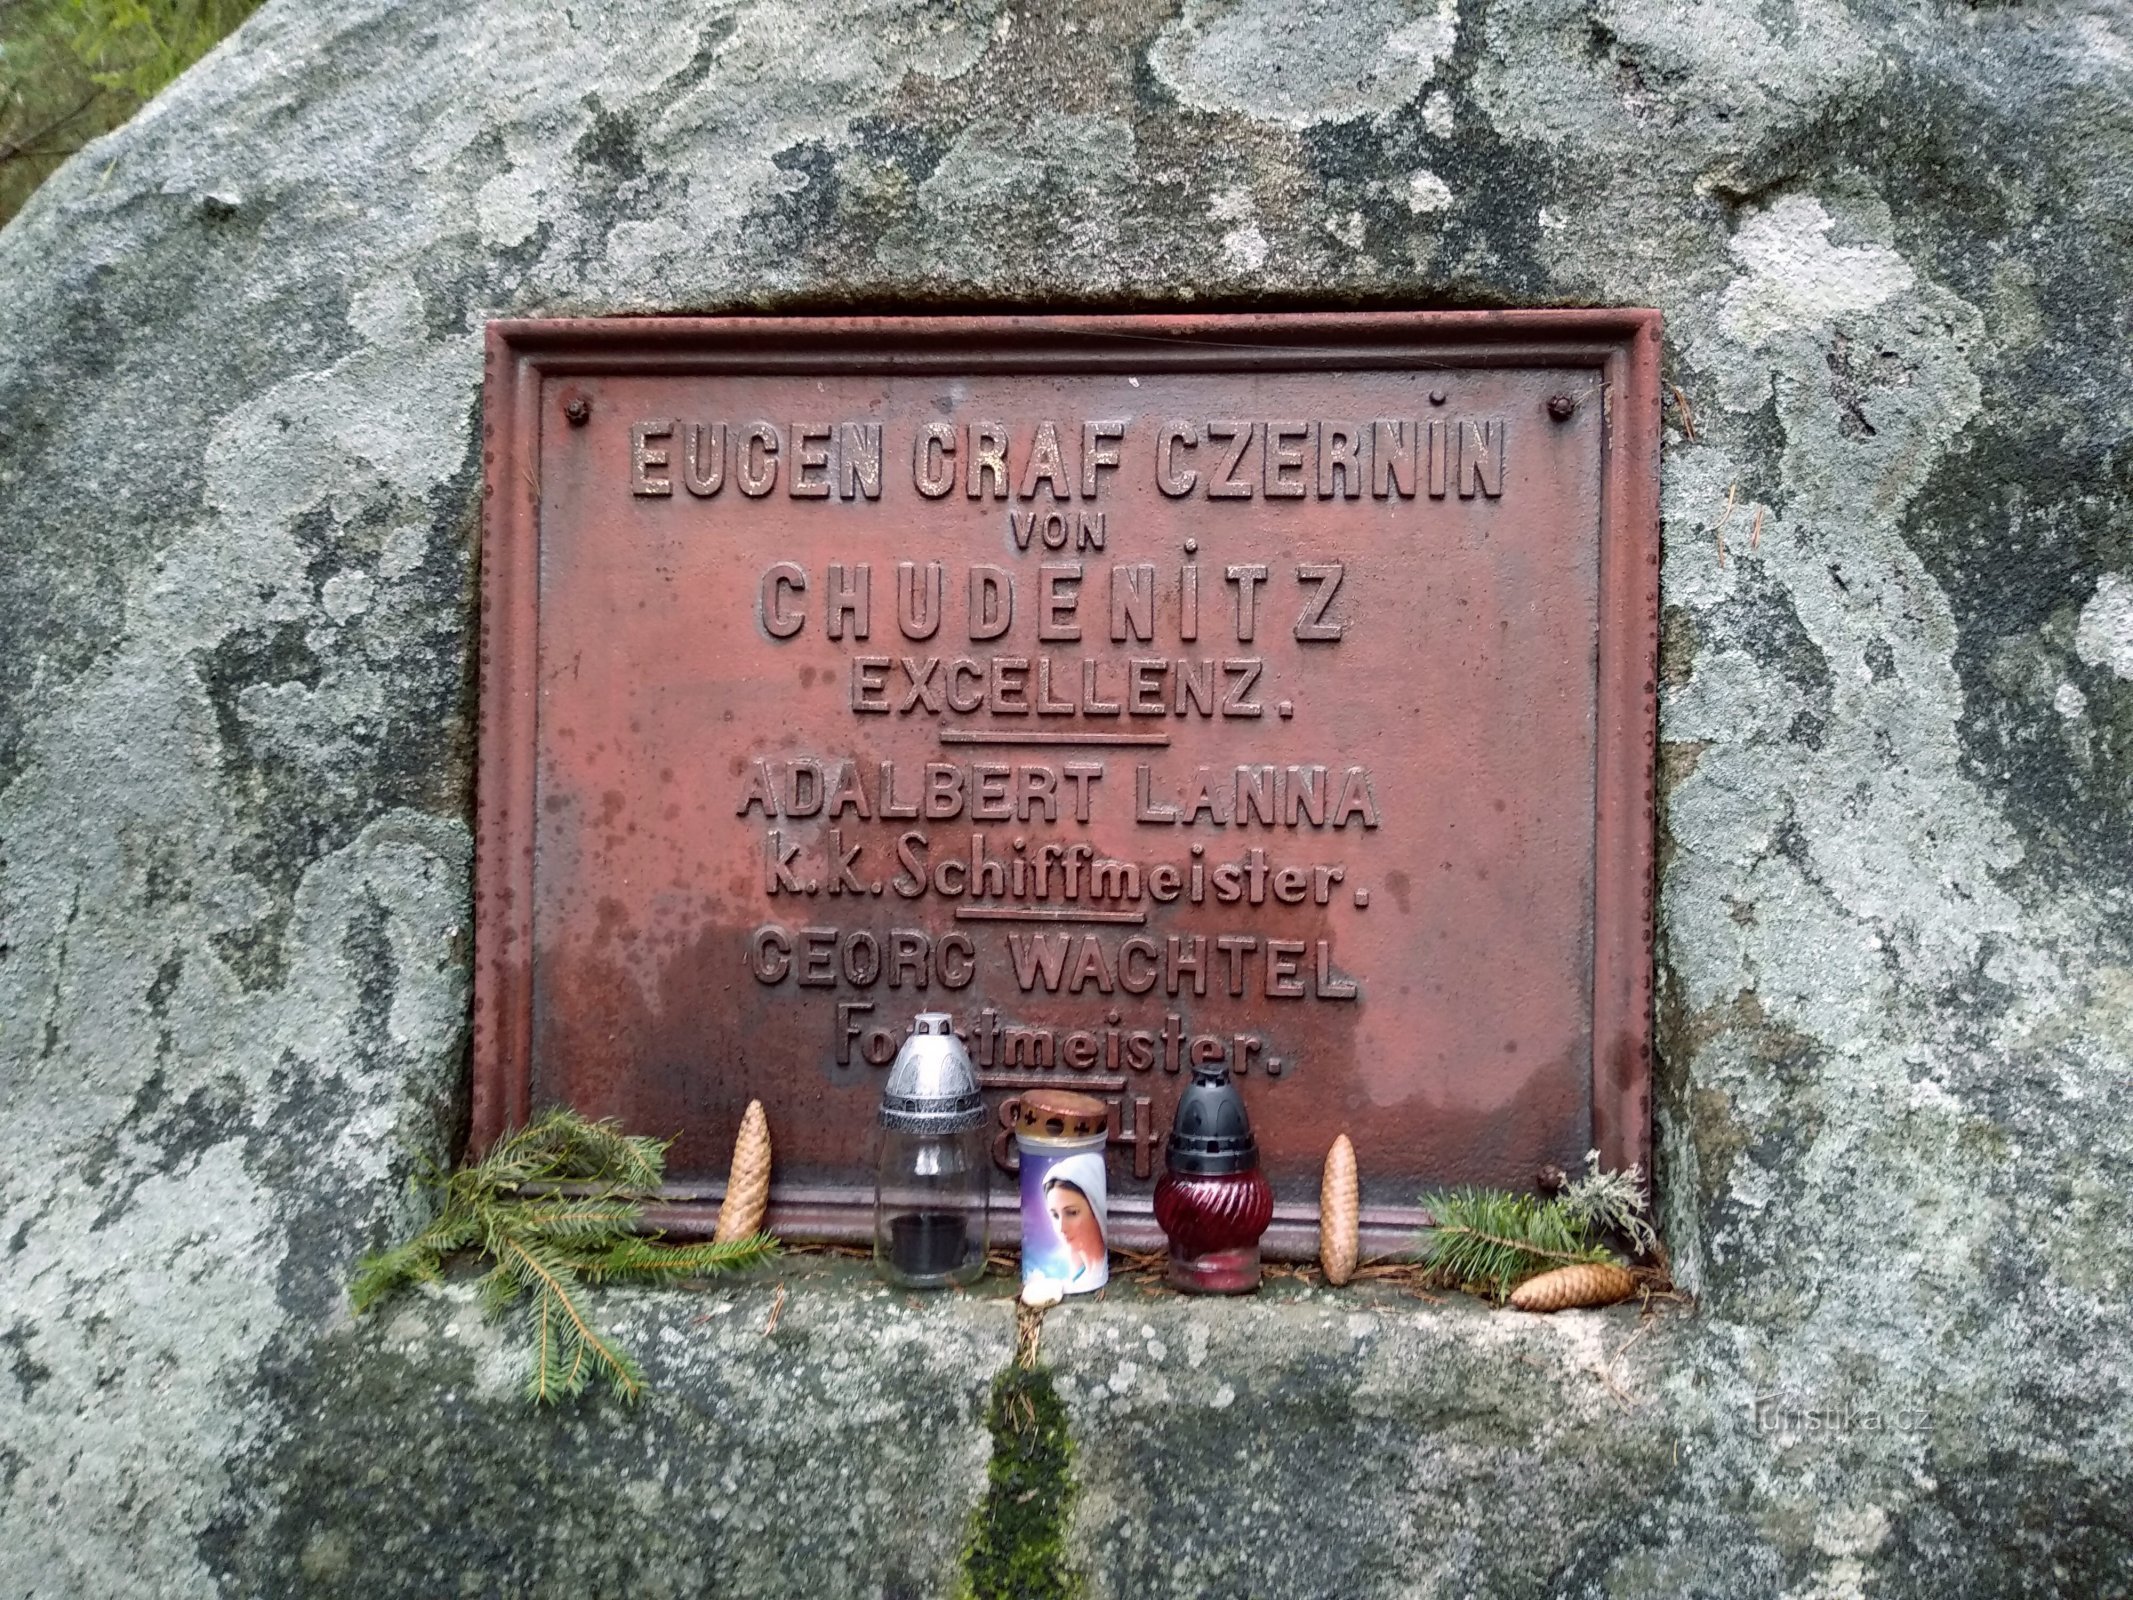 EUGEN GRAF CZERNIN
VON
CHUDENITZ
EXCELLENZ.
ADALBERT LANNA
k.k. Schiffmeister.
GEORG WACHTEL
Turistika.cz